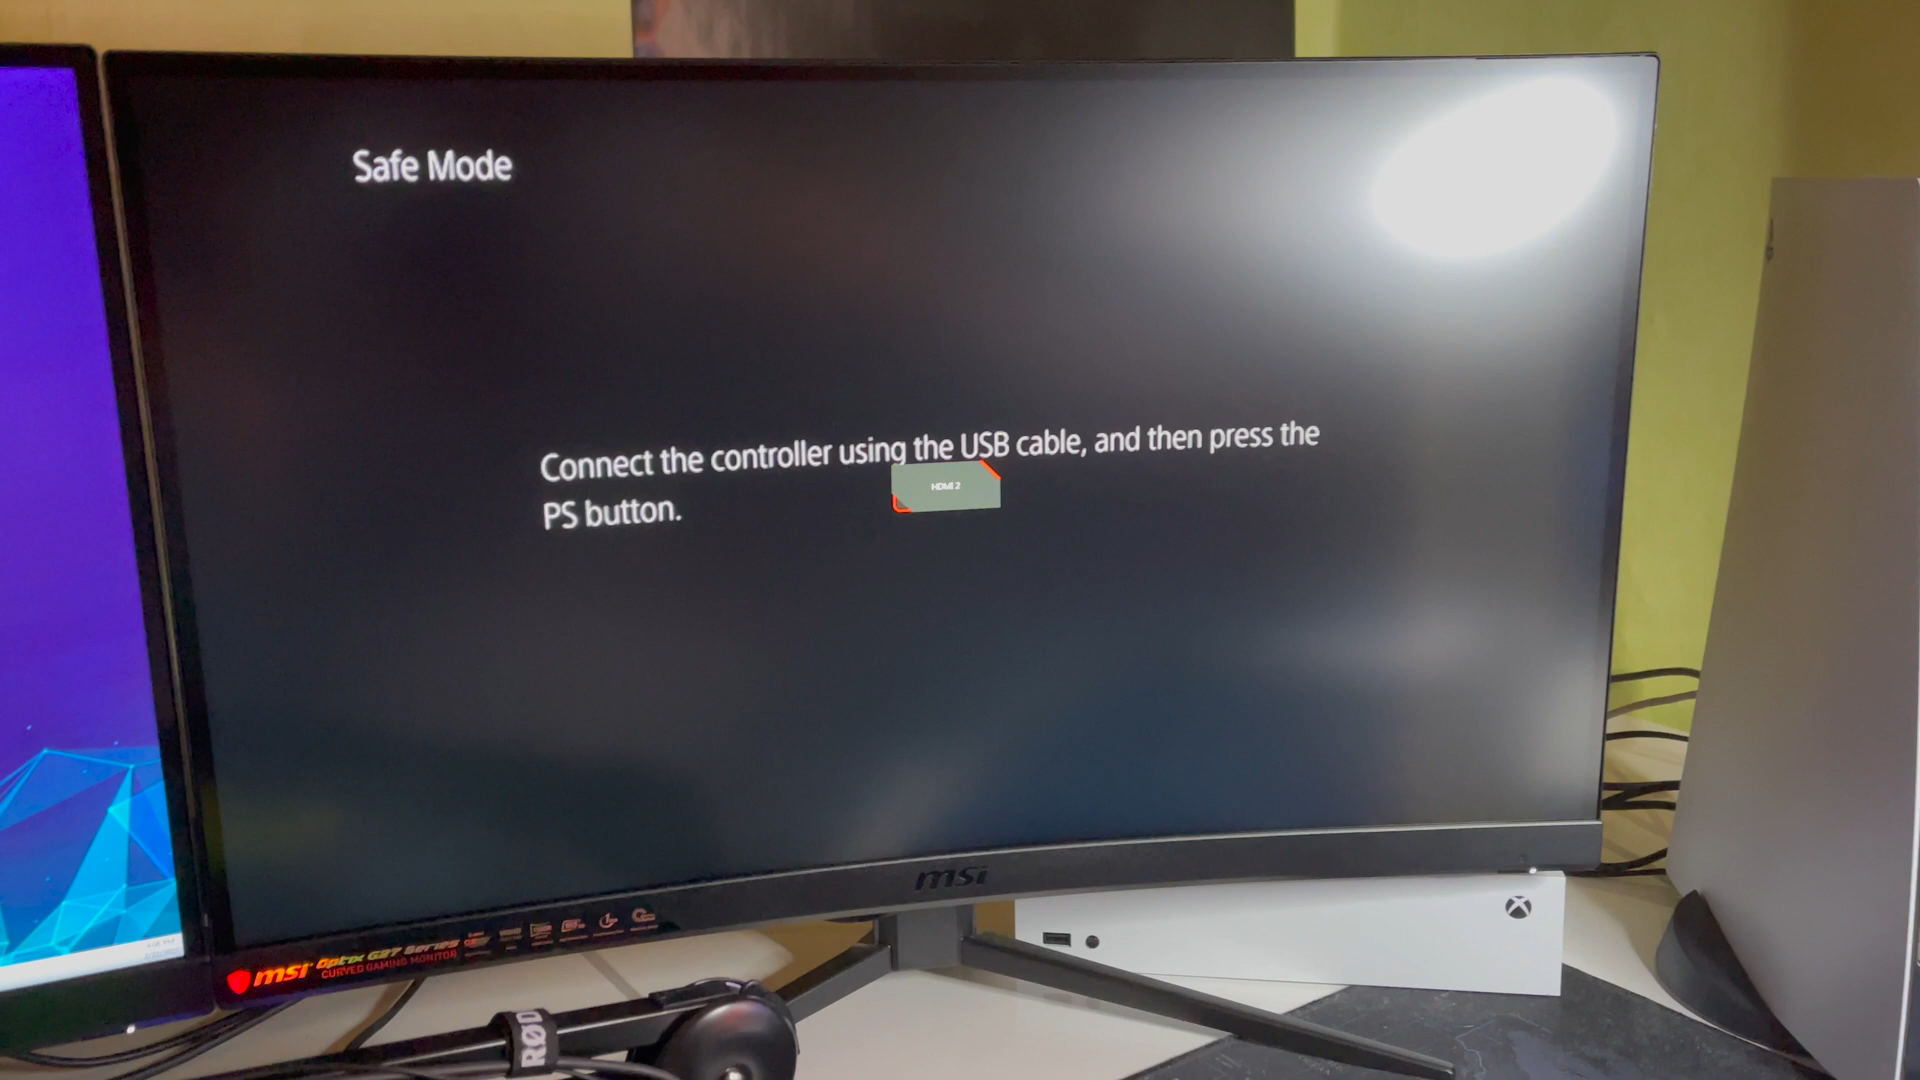 Safe Mode
Connect the controller using the USB cable, and then press the
HDMI 2
PS button.
msi
msi Optix G27 Series
CURVED GAMING MONITOR
RØD